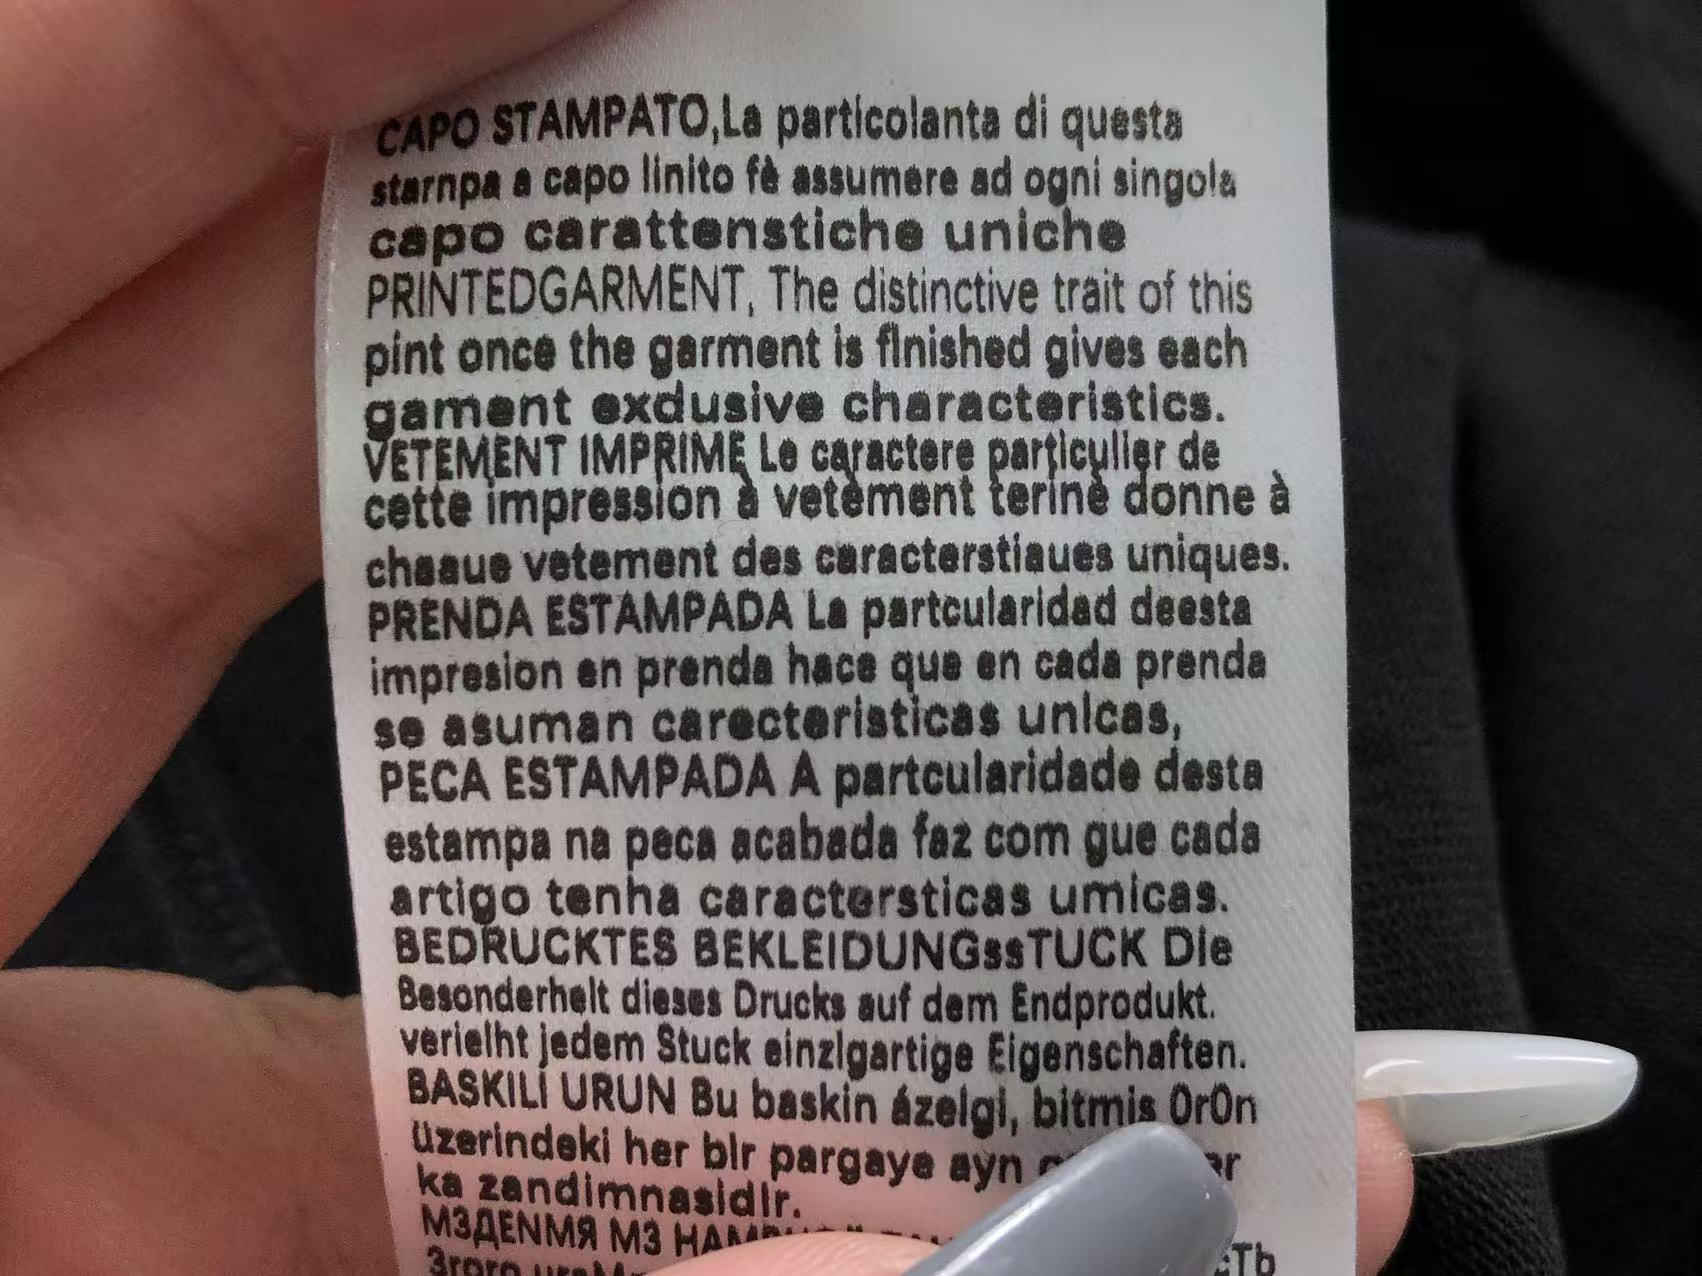 CAPO STAMPATO,La particolanta di questa
starnpa a capo linito fè assumere ad ogni singola
capo carattenstiche uniche
PRINTEDGARMENT, The distinctive trait of this
pint once the garment is flnished gives each
gament exdusive characteristics.
VETEMENT IMPRIME Le caractere particulier de
cette impression à vetèment terinè donne à
chaaue vetement des caracterstiaues uniques.
PRENDA ESTAMPADA La partcularidad deesta
impresion en prenda hace que en cada prenda
se asuman carecteristicas unicas,
PECA ESTAMPADA A partcularidade desta
estampa na peca acabada faz com gue cada
artigo tenha caractersticas umicas.
BEDRUCKTES BEKLEIDUNGssTUCK Die
Besonderhelt dieses Drucks auf dem Endprodukt.
verielht jedem Stuck einzlgartige Eigenschaften.
BASKILI URUN Bu baskin ázelgi, bitmis 0r0n
üzerindeki her blr pargaye ayn
ka zandimnasidir.
МЗДЕNМЯ МЗ